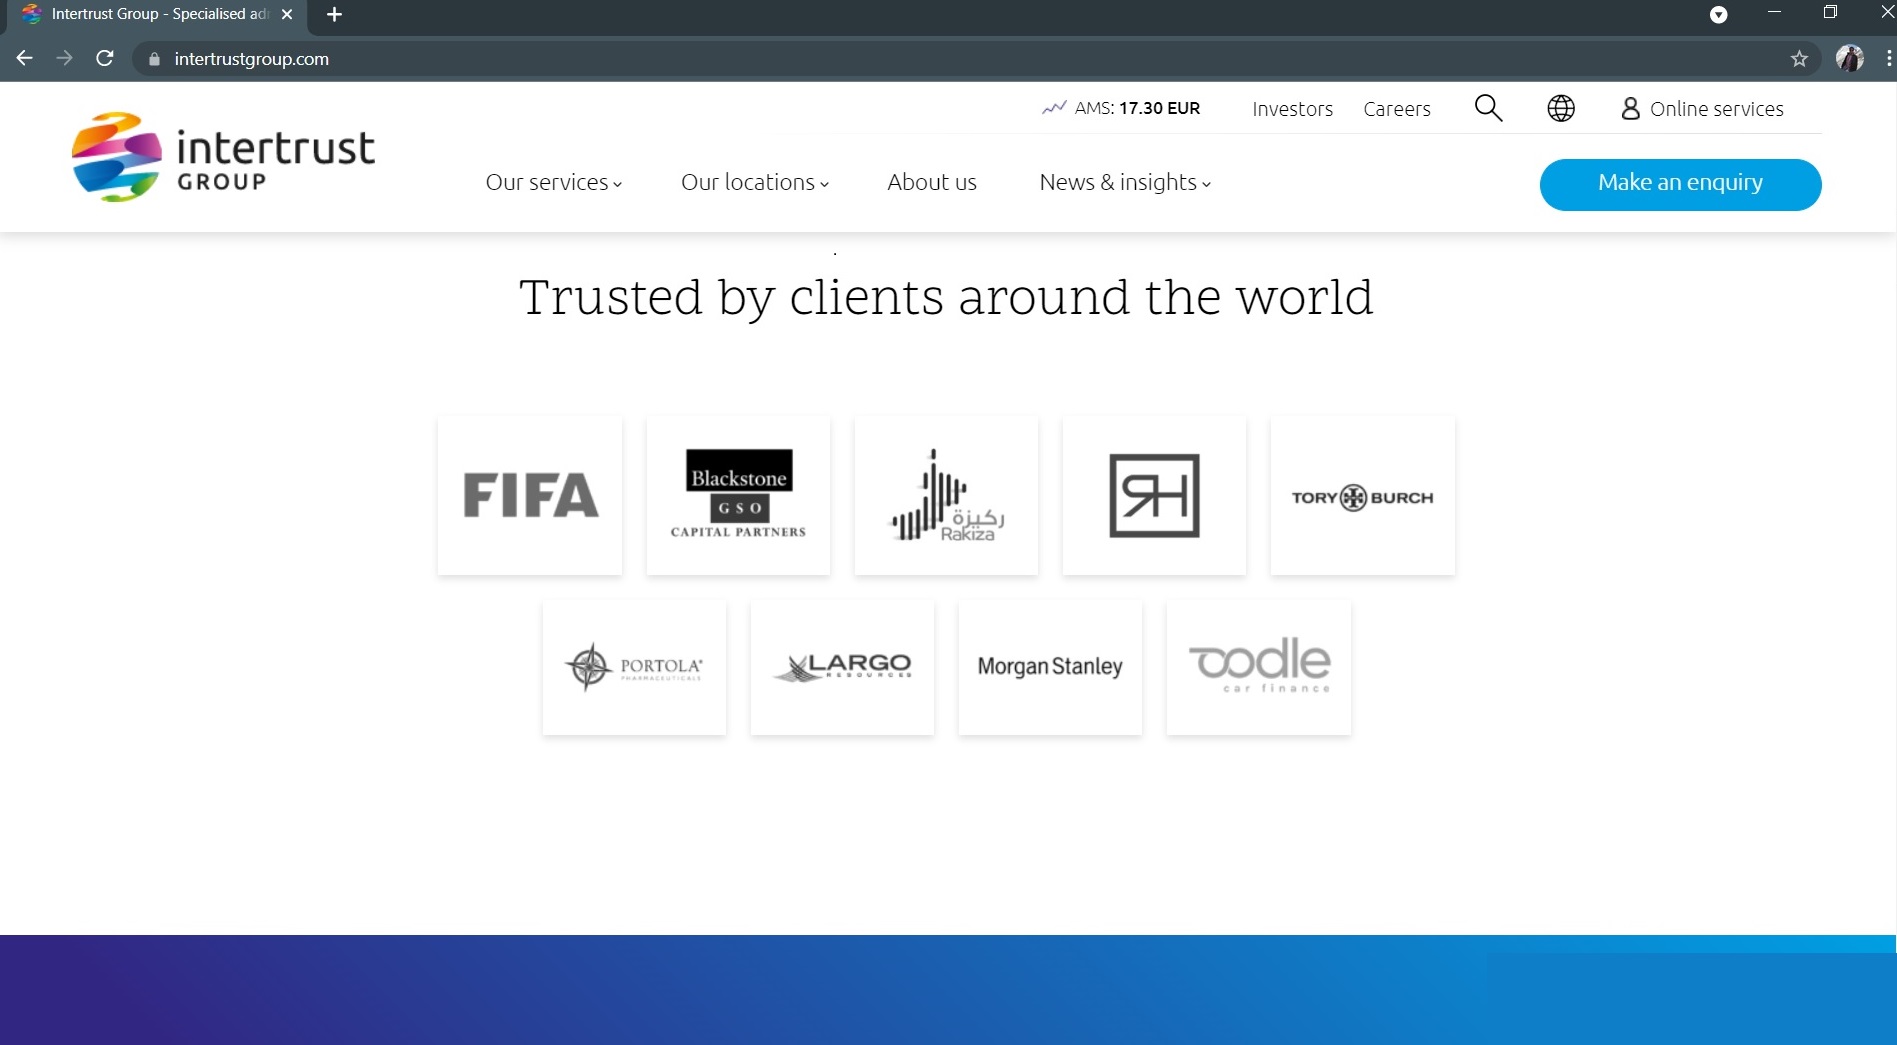 Intertrust Group - Specialised adr
intertrustgroup.com
AMS: 17.30 EUR
Investors
Careers
Online services
intertrust
GROUP
Our services
Our locations
About us
News & insights
Make an enquiry
Trusted by clients around the world
FIFA
Blackstone
GSO
CAPITAL PARTNERS
ركيزة
Rakiza
RH
TORY BURCH
PORTOLA
PHARMACEUTICALS
LARGO
RESOURCES
Morgan Stanley
oodle
car finance